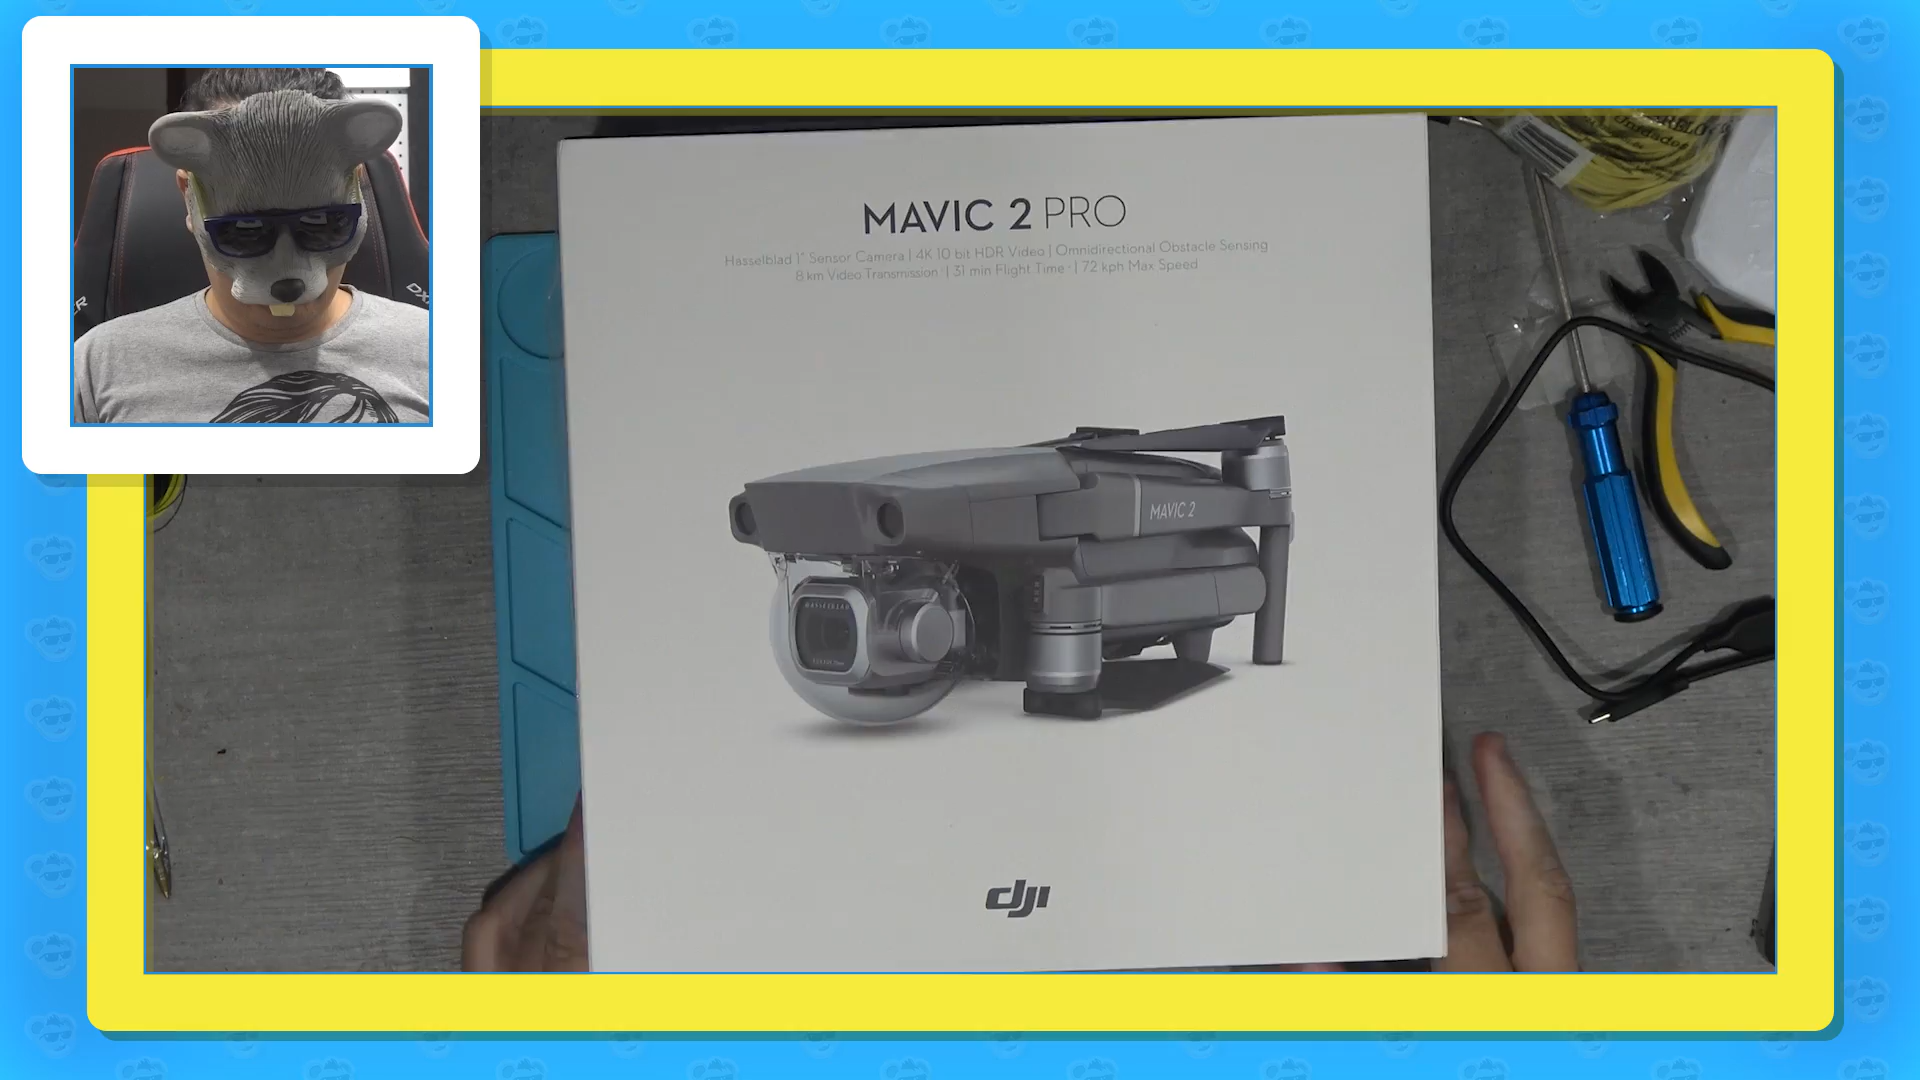 MAVIC 2 PRO
Hasselblad 1" Sensor Camera | 4K 10 bit HDR Video | Omnidirectional Obstacle Sensing
8 km Video Transmission | 31 min Flight Time | 72 kph Max Speed
MAVIC 2
HASSELBLAD
dji